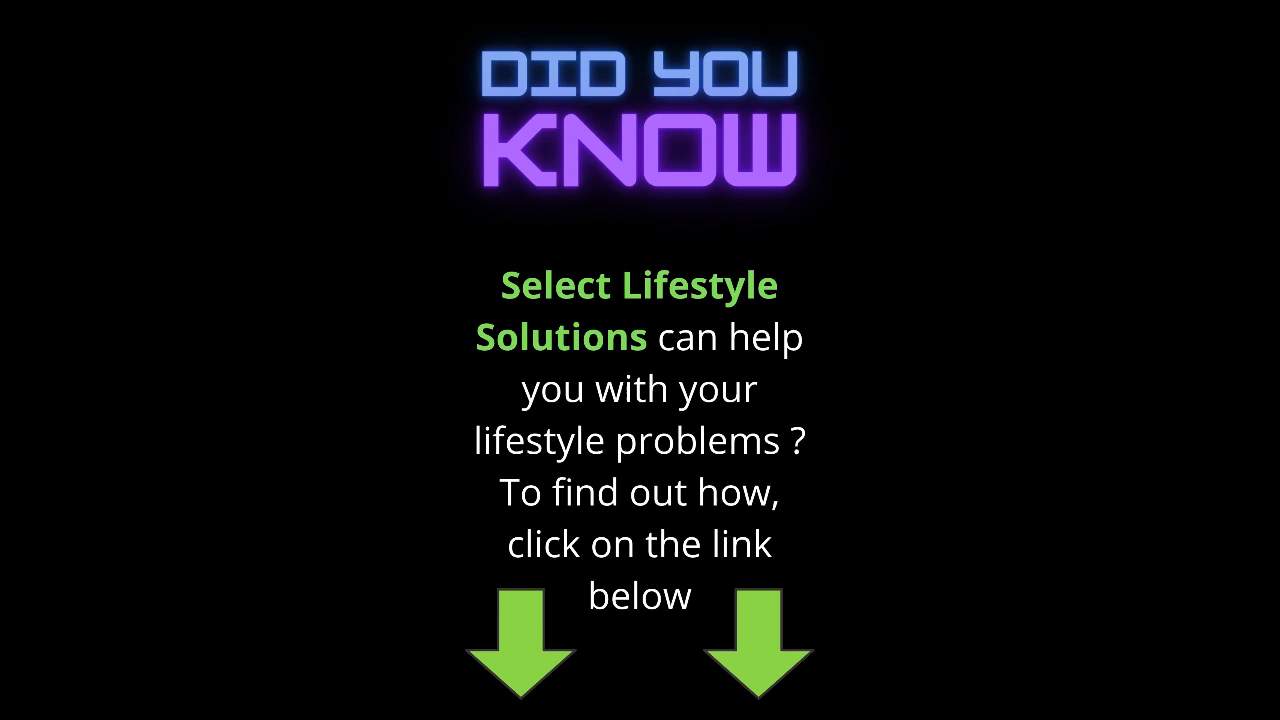 DID YOU
KNOW
Select Lifestyle
Solutions can help
you with your
lifestyle problems ?
To find out how,
click on the link
below